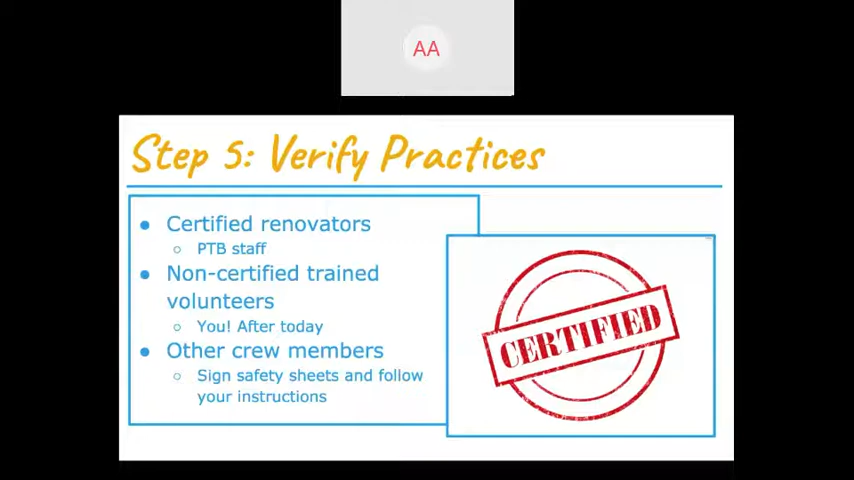 AA
Step 5: Verify Practices
● Certified renovators
○ PTB staff
● Non-certified trained
volunteers
○ You! After today
● Other crew members
○ Sign safety sheets and follow
your instructions
CERTIFIED